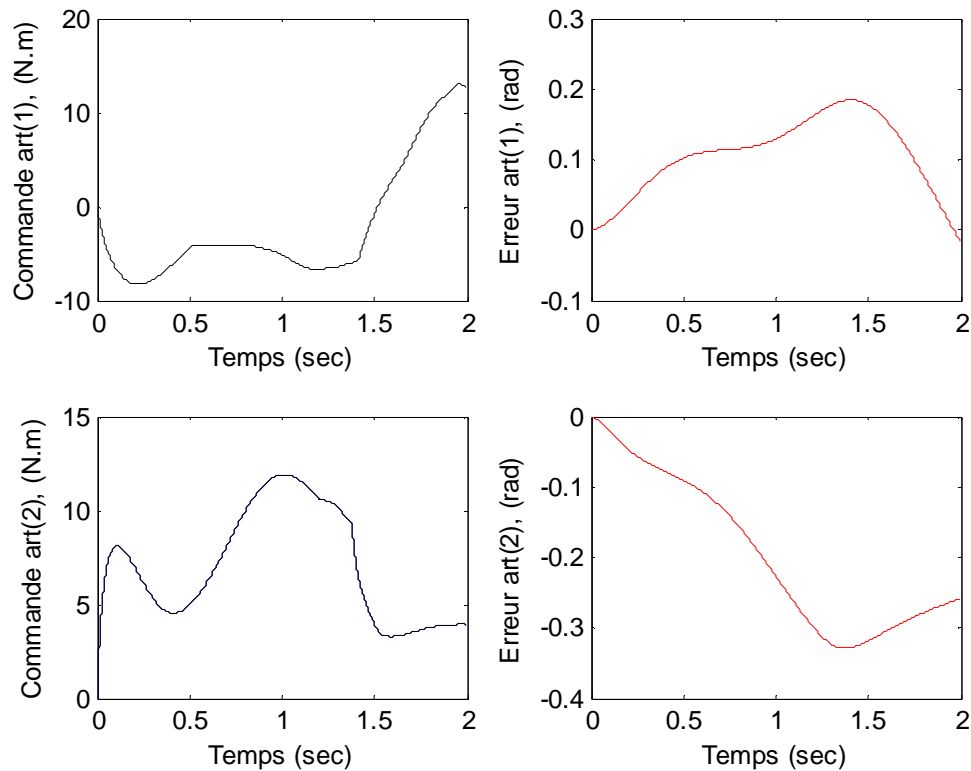 Commande art(1), (N.m)
20
10
0
-10
0 0.5 1 1.5 2
Temps (sec)
Erreur art(1), (rad)
0.3
0.2
0.1
0
-0.1
0 0.5 1 1.5 2
Temps (sec)
Commande art(2), (N.m)
15
10
5
0
0 0.5 1 1.5 2
Temps (sec)
Erreur art(2), (rad)
0
-0.1
-0.2
-0.3
-0.4
0 0.5 1 1.5 2
Temps (sec)